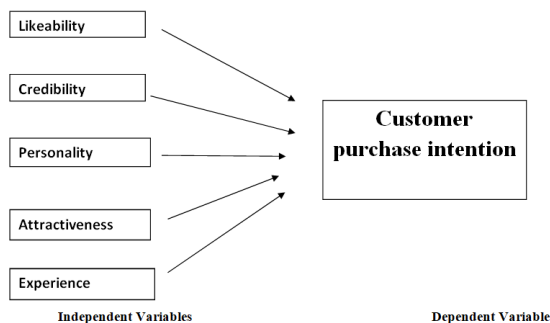 Likeability
Credibility
Customer
purchase intention
Personality
Attractiveness
Experience
Independent Variables
Dependent Variable